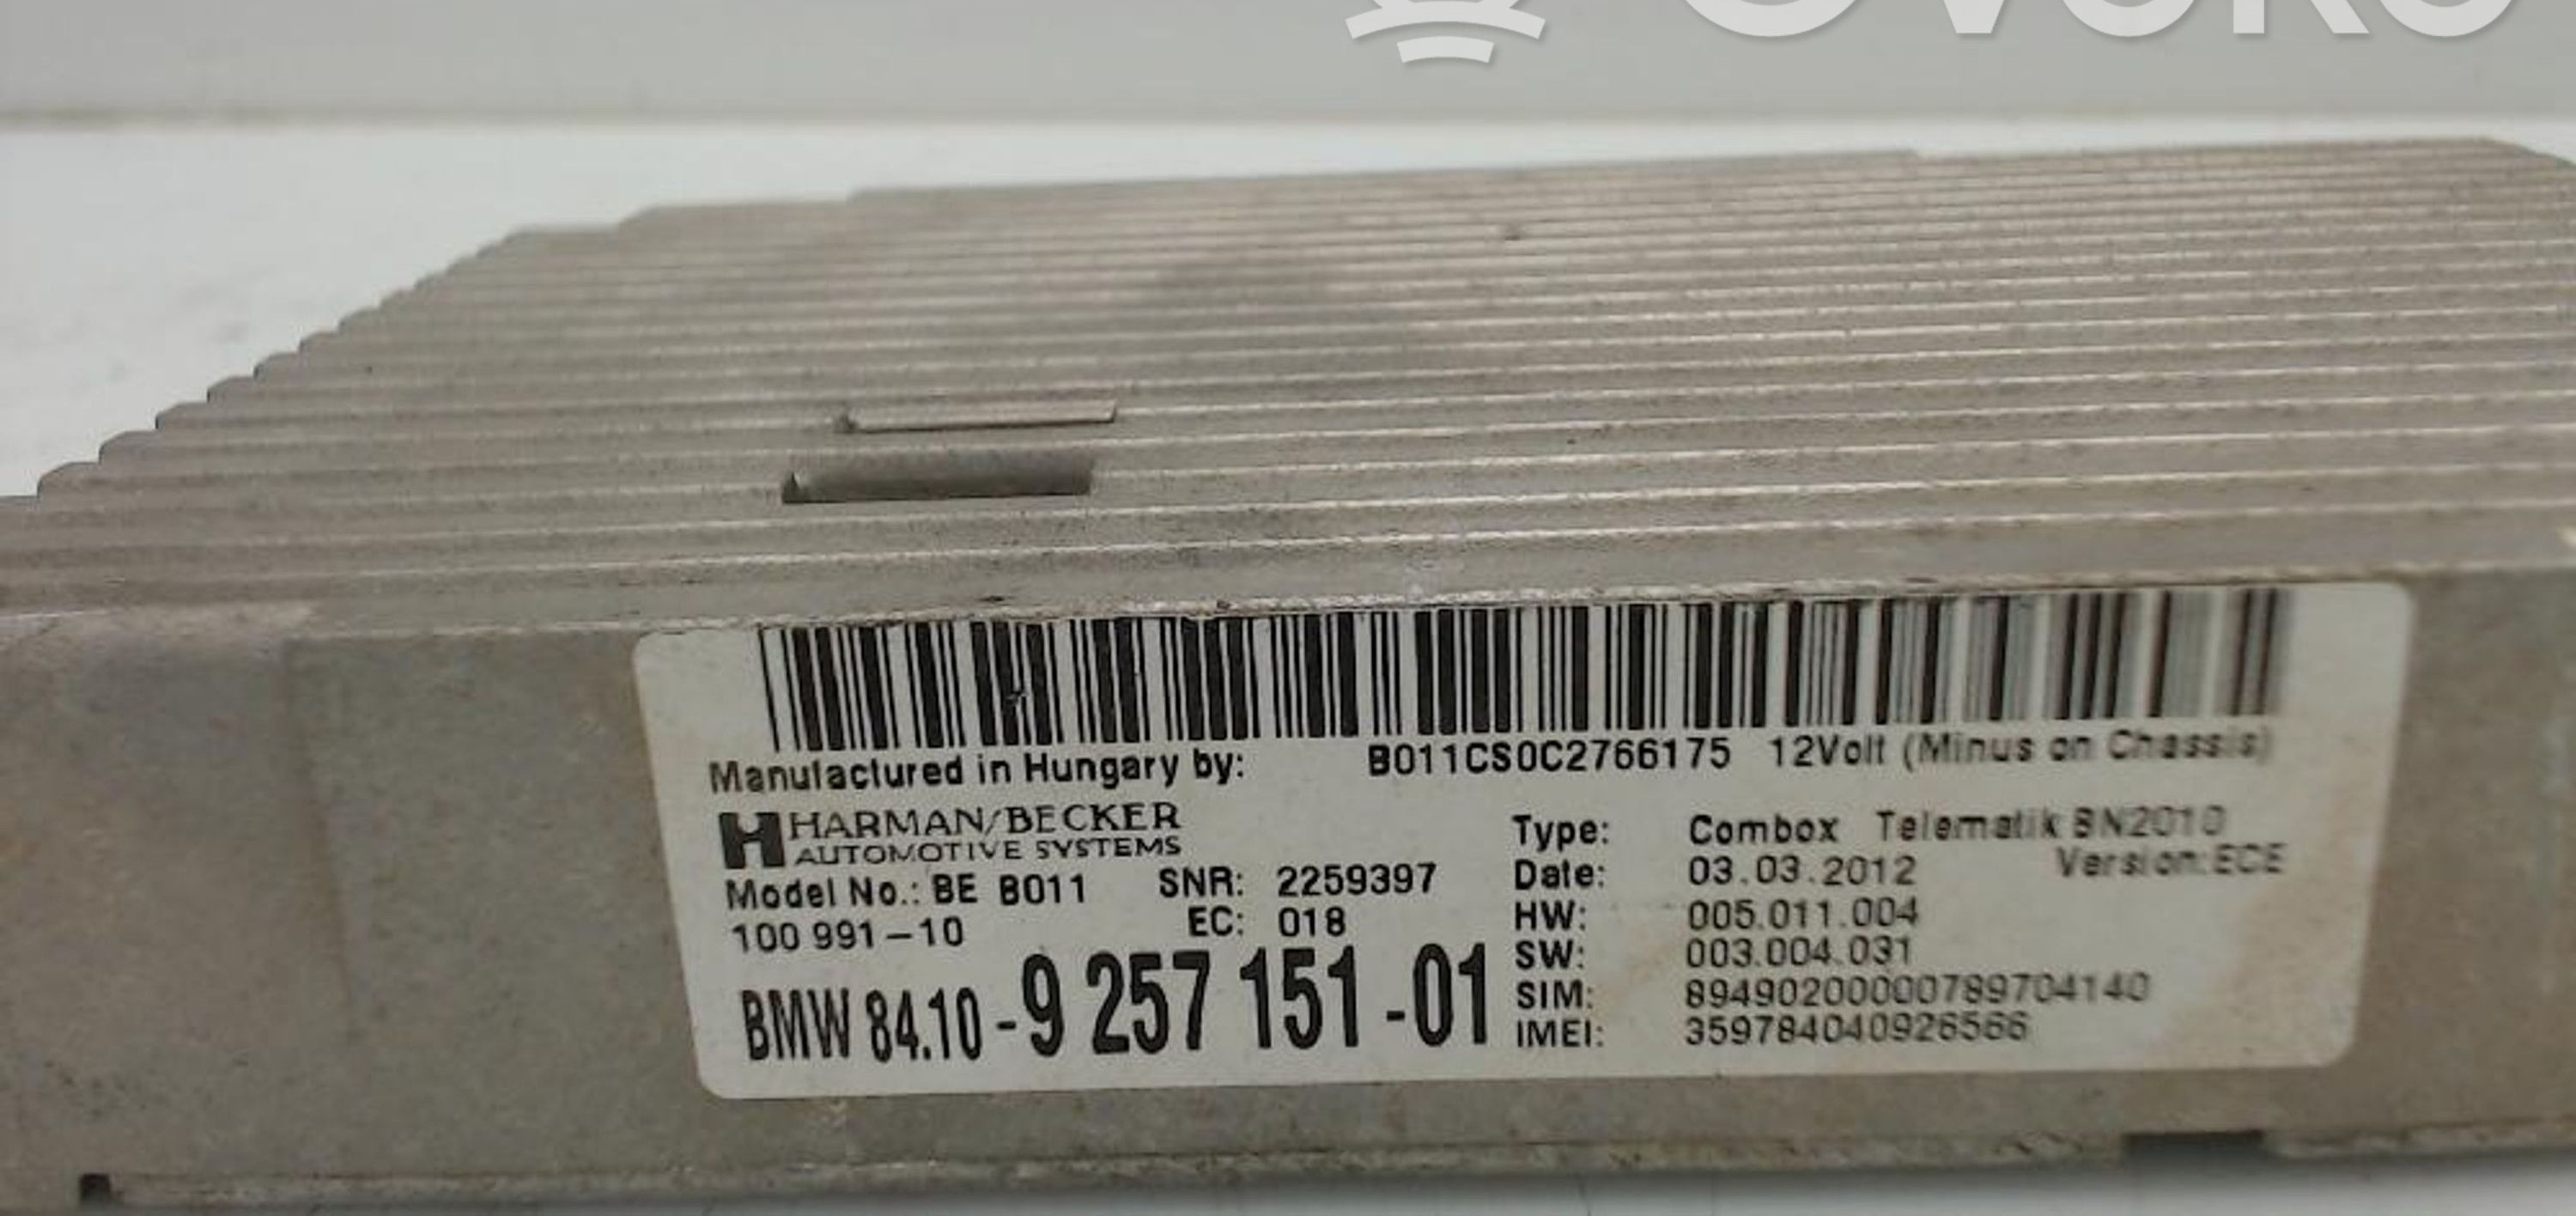 Manufactured in Hungary by: B011CS0C2766175 12Volt (Minus on Chassis)
HARMAN/BECKER
AUTOMOTIVE SYSTEMS
Model No.: BE B011 SNR: 2259397
100 991-10 EC: 018
BMW 84.10-9 257 151-01
Type: Combox Telematik BN2010
Date: 03.03.2012 Version:ECE
HW: 005.011.004
SW: 003.004.031
SIM: 89490200000789704140
IMEI: 359784040926566